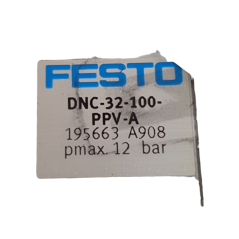 FESTO
DNC-32-100-
PPV-A
195663 A908
pmax. 12 bar